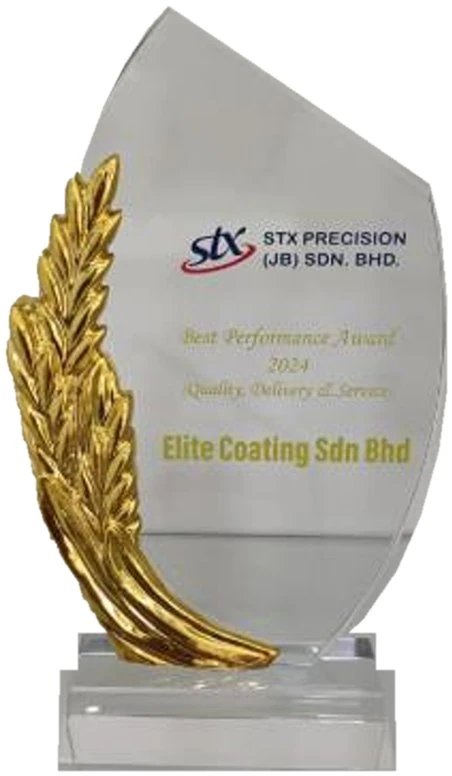 stx
STX PRECISION
(JB) SDN. BHD.
Best Performance Award
2024
(Quality, Delivery & Service)
Elite Coating Sdn Bhd